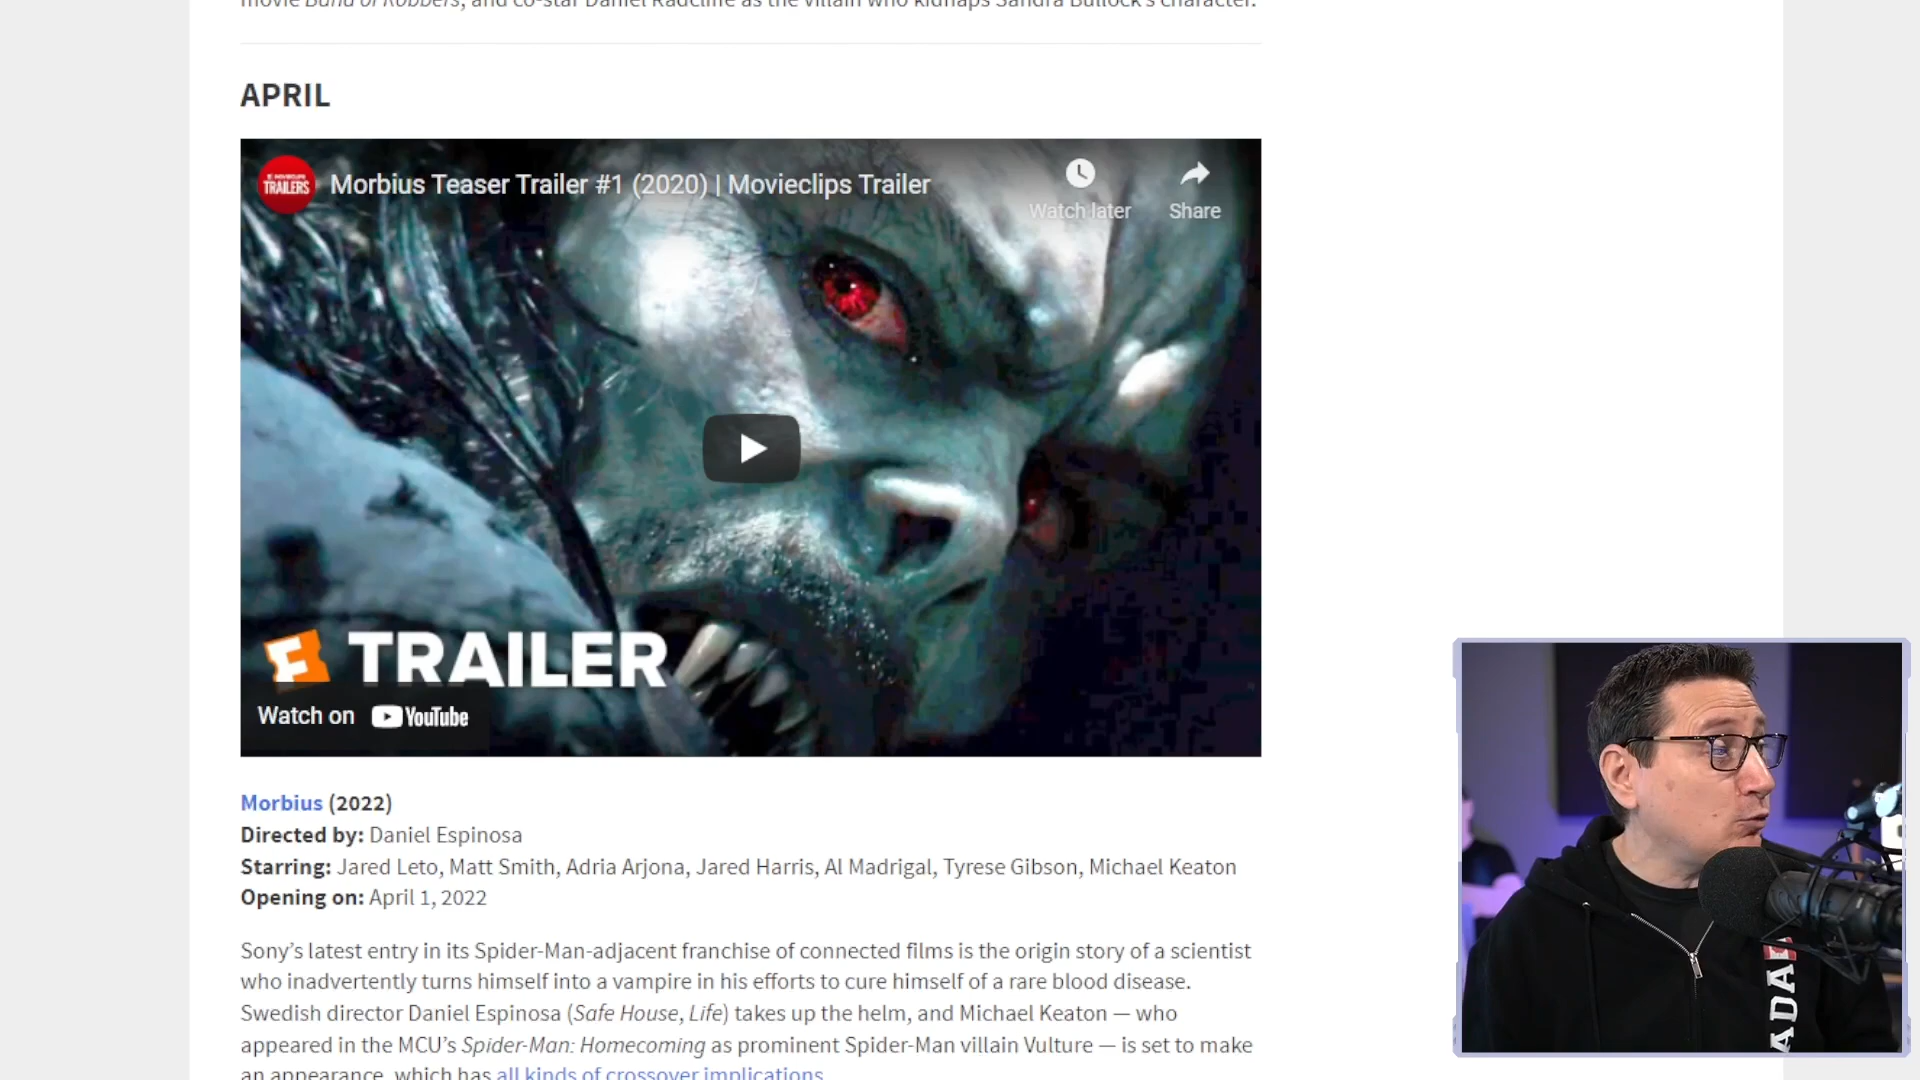 movie Band of Robbers, and co-star Daniel Radcliffe as the villain who kidnaps Sandra Bullock's character.
APRIL
TRAILERS
Morbius Teaser Trailer #1 (2020) | Movieclips Trailer
Watch later
Share
TRAILER
Watch on YouTube
Morbius (2022)
Directed by: Daniel Espinosa
Starring: Jared Leto, Matt Smith, Adria Arjona, Jared Harris, Al Madrigal, Tyrese Gibson, Michael Keaton
Opening on: April 1, 2022
Sony’s latest entry in its Spider-Man-adjacent franchise of connected films is the origin story of a scientist
who inadvertently turns himself into a vampire in his efforts to cure himself of a rare blood disease.
Swedish director Daniel Espinosa (Safe House, Life) takes up the helm, and Michael Keaton — who
appeared in the MCU’s Spider-Man: Homecoming as prominent Spider-Man villain Vulture — is set to make
an appearance, which has all kinds of crossover implications.